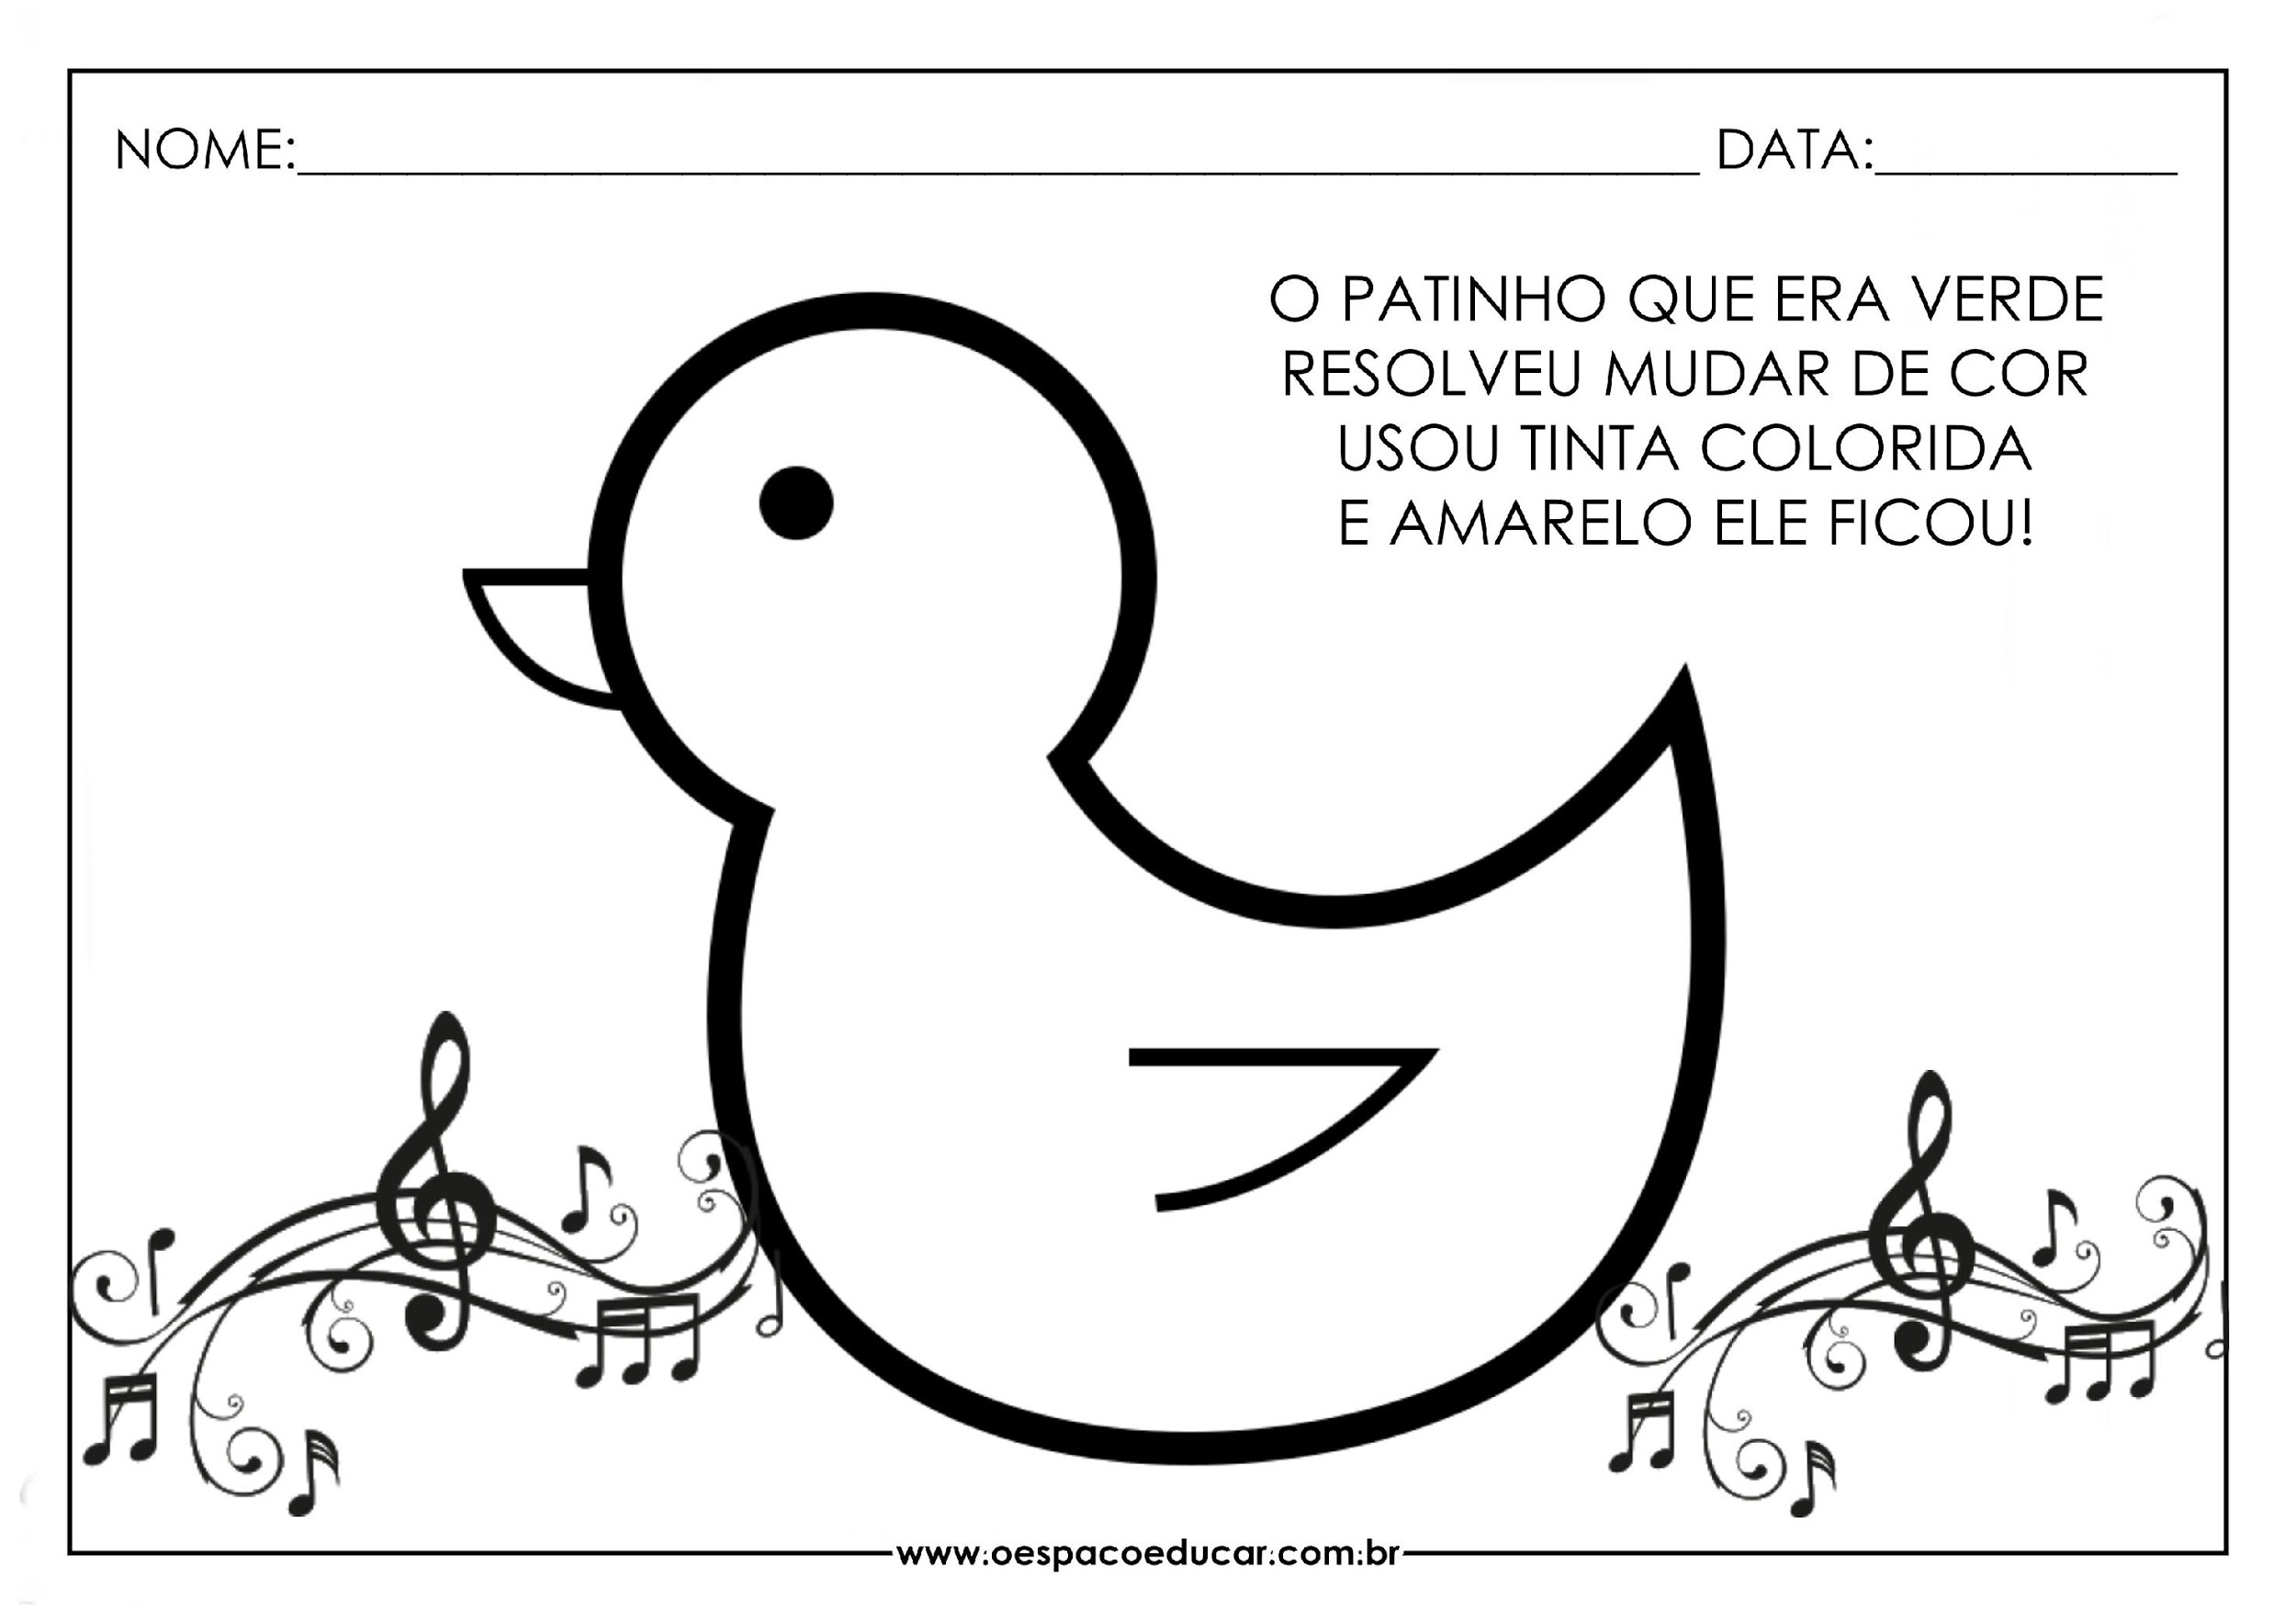 NOME:____________________ DATA:__________
O PATINHO QUE ERA VERDE
RESOLVEU MUDAR DE COR
USOU TINTA COLORIDA
E AMARELO ELE FICOU!
www.oespacoeducar.com.br